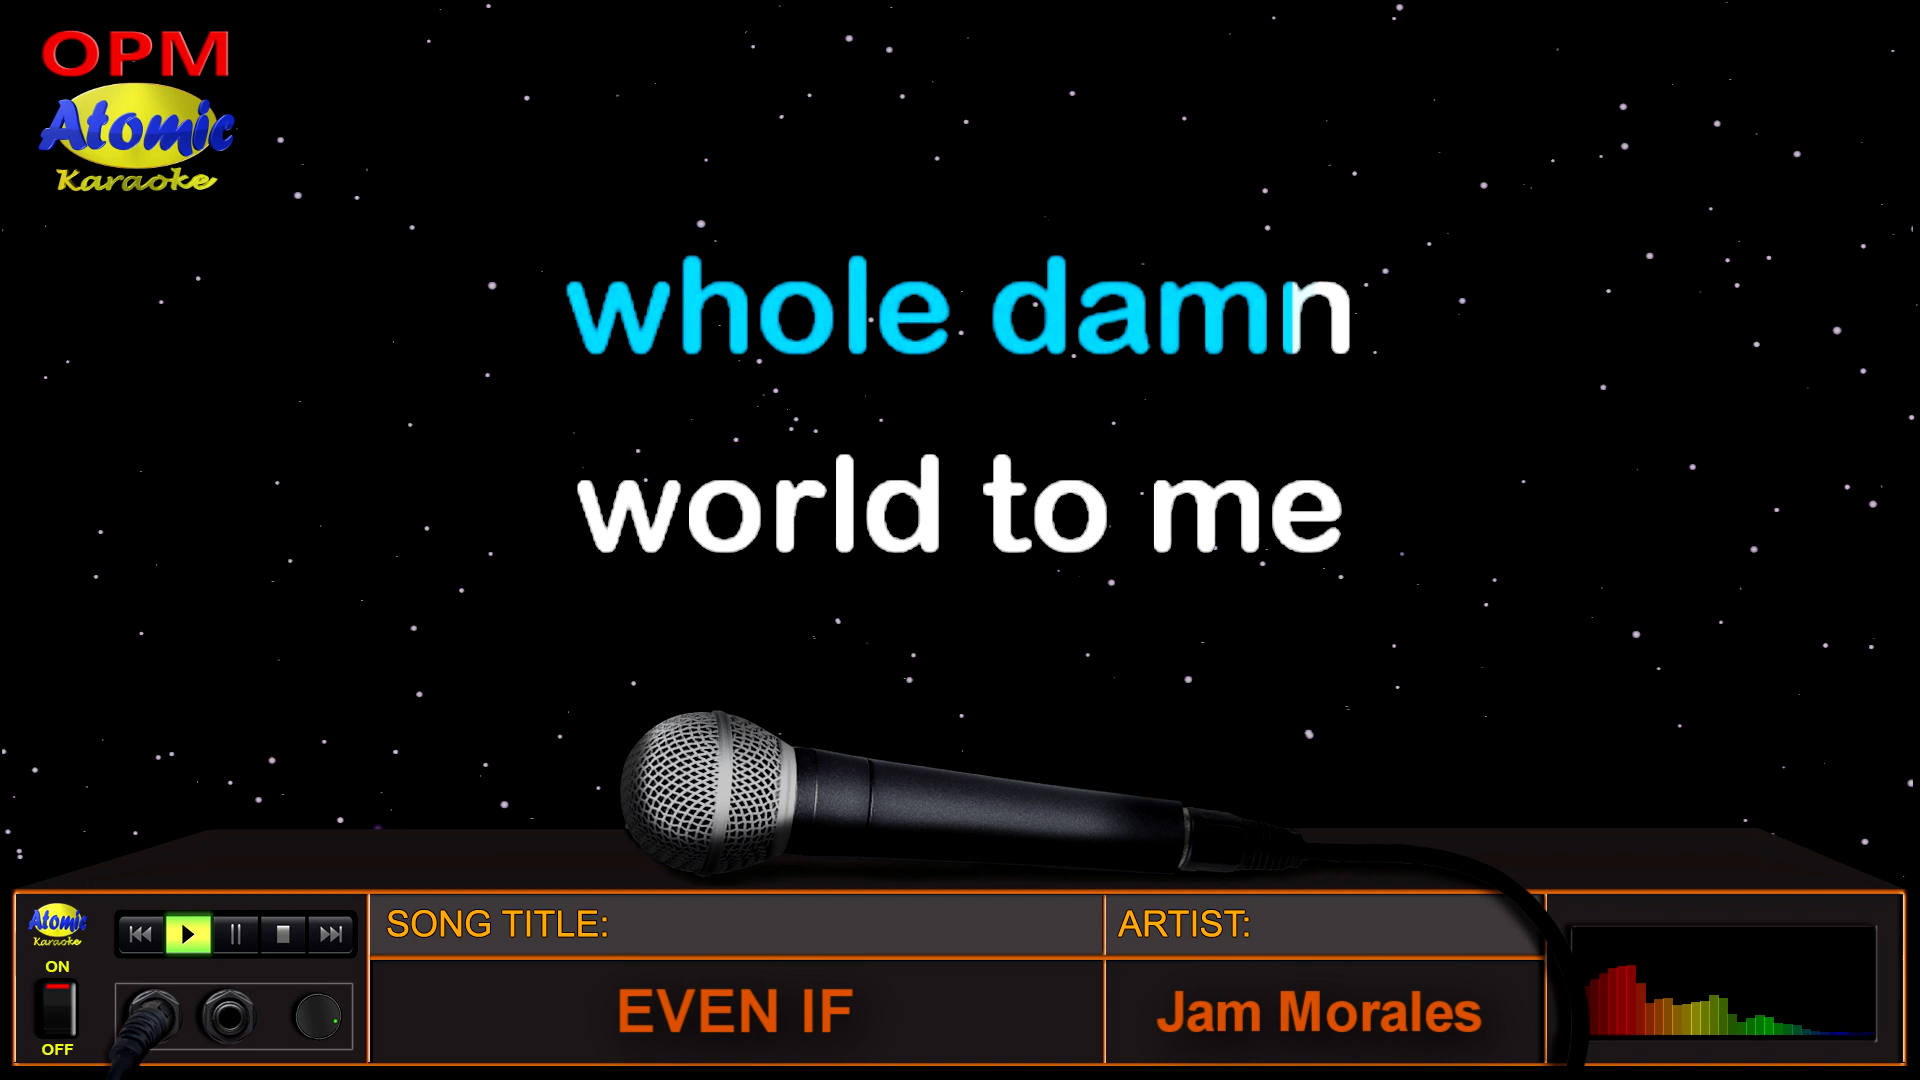 OPM
Atomic
Karaoke
whole damn
world to me
Atomic
Karaoke
ON
OFF
SONG TITLE:
ARTIST:
EVEN IF
Jam Morales